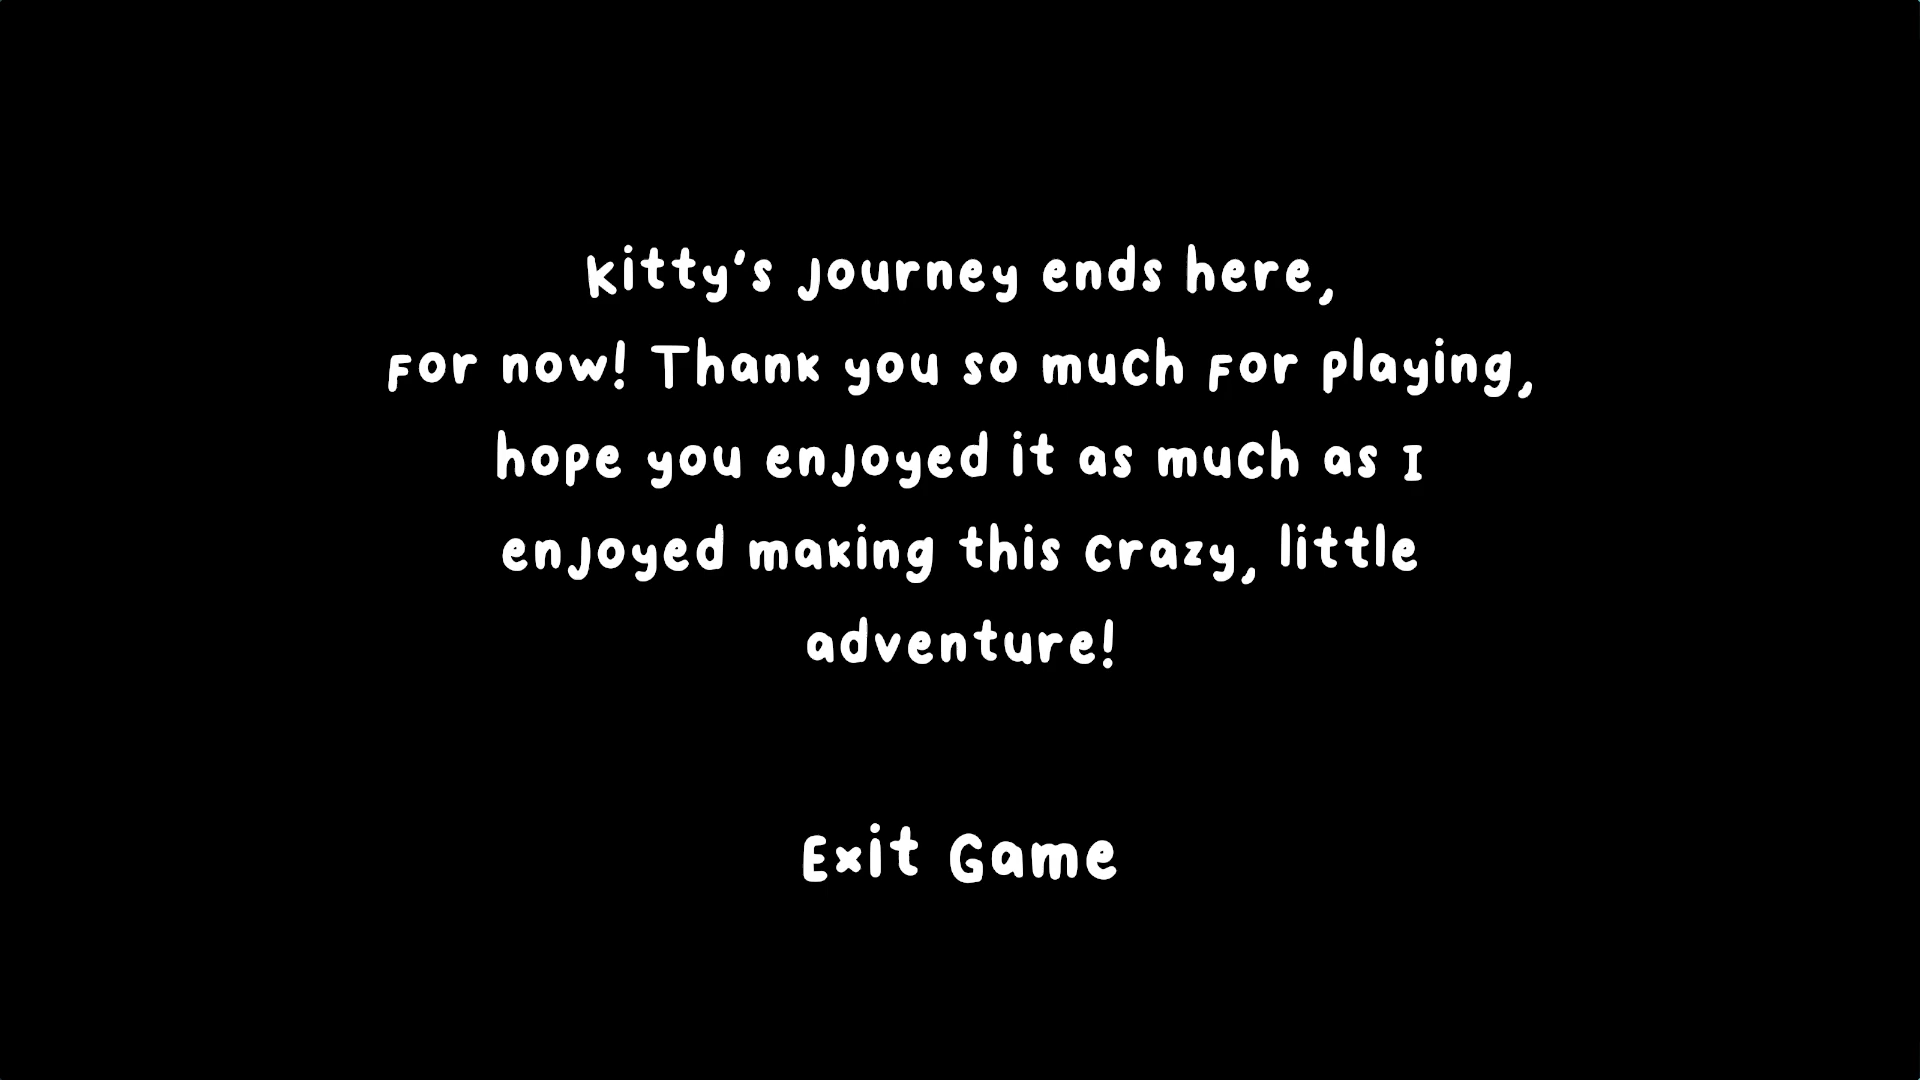 Kitty's Journey ends here,
for now! Thank you so much for playing,
hope you enjoyed it as much as I
enjoyed making this crazy, little
adventure!
Exit Game